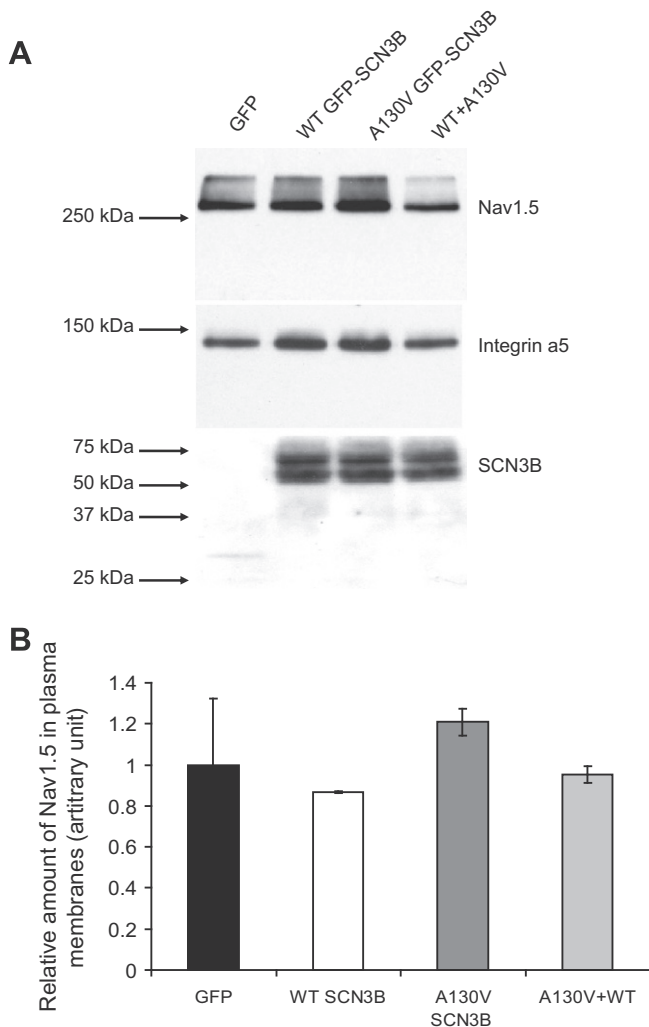 A
GFP
WT GFP-SCN3B
A130V GFP-SCN3B
WT+A130V
250 kDa
Nav1.5
150 kDa
Integrin a5
75 kDa
50 kDa
37 kDa
25 kDa
SCN3B
B
Relative amount of Nav1.5 in plasma
membranes (artitrary unit)
1.4
1.2
1
0.8
0.6
0.4
0.2
0
GFP
WT SCN3B
A130V
SCN3B
A130V+WT